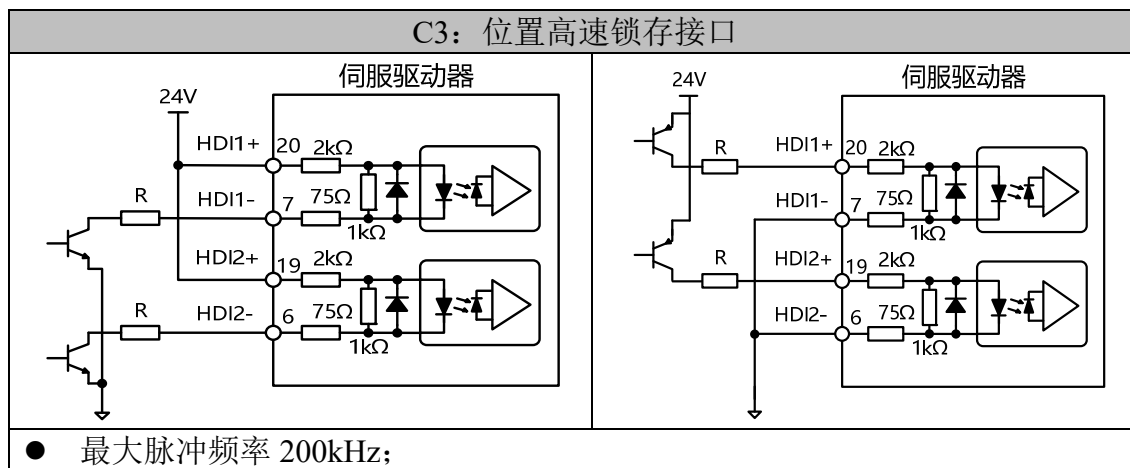 C3：位置高速锁存接口
伺服驱动器
24V
HDI1+ 20 2kΩ
R HDI1- 7 75Ω
1kΩ
HDI2+ 19 2kΩ
R HDI2- 6 75Ω
1kΩ
伺服驱动器
24V
R HDI1+ 20 2kΩ
HDI1- 7 75Ω
1kΩ
R HDI2+ 19 2kΩ
HDI2- 6 75Ω
1kΩ
● 最大脉冲频率 200kHz；